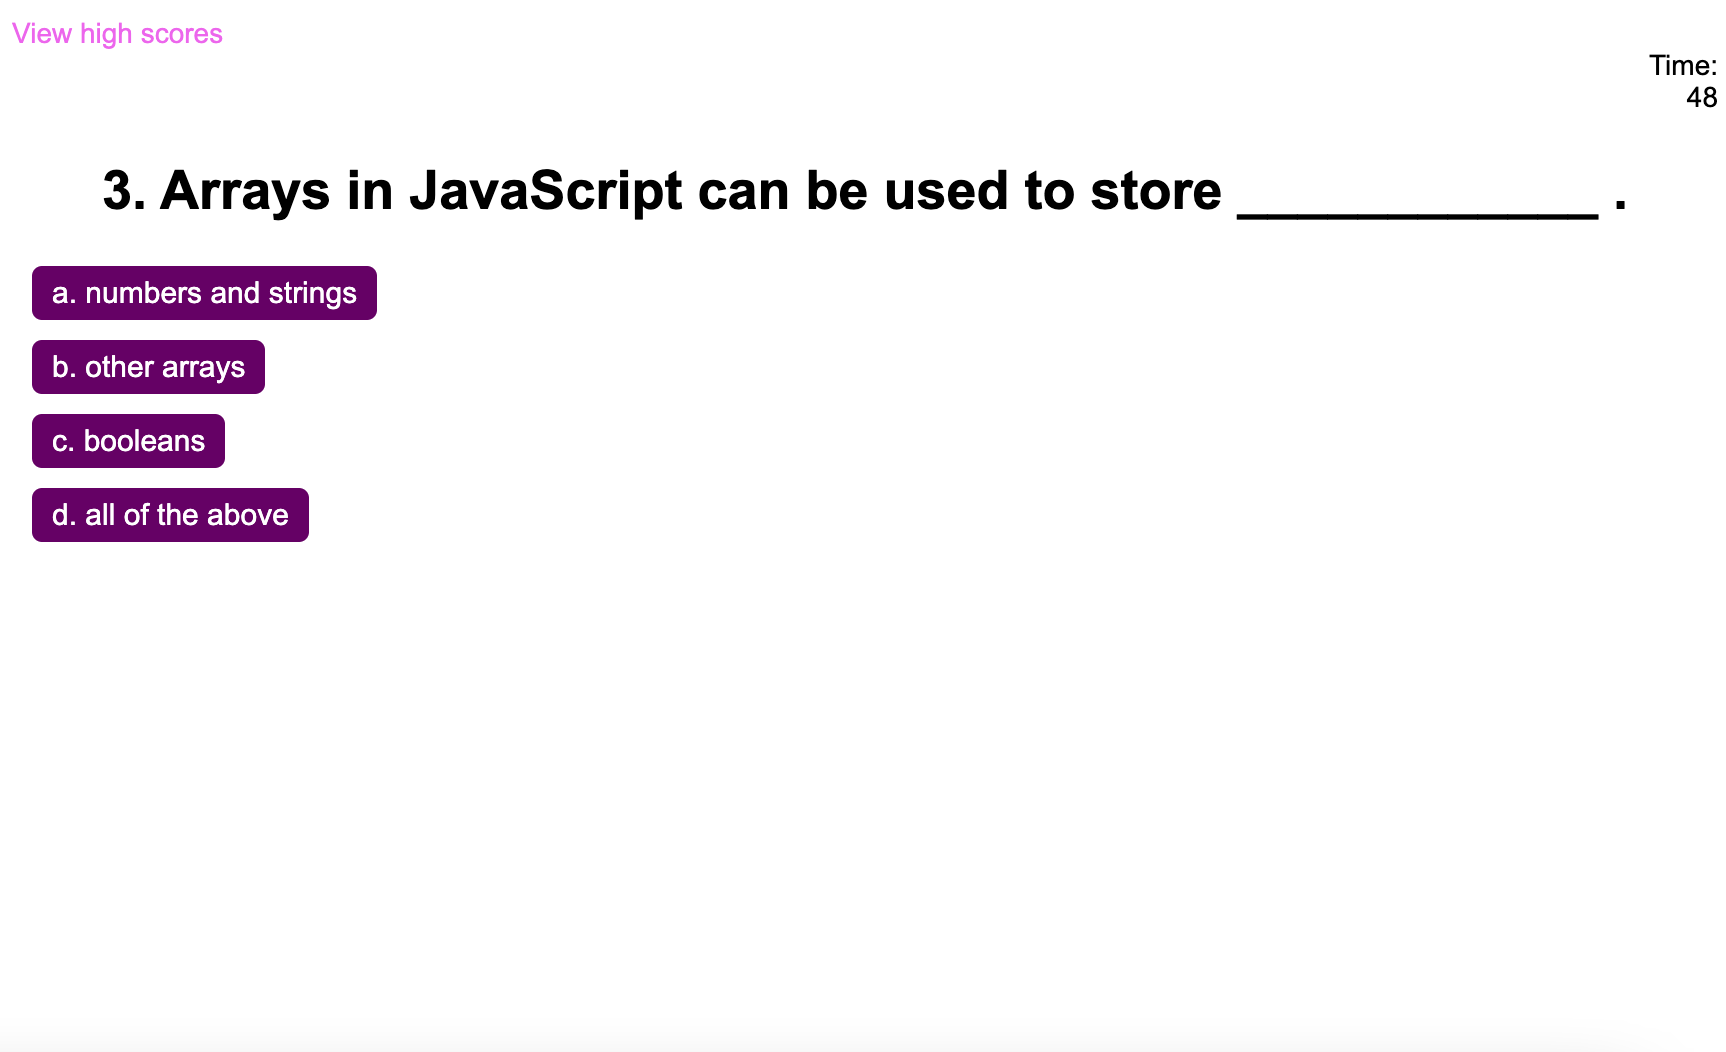 View high scores
Time:
48
3. Arrays in JavaScript can be used to store ____________ .
a. numbers and strings
b. other arrays
c. booleans
d. all of the above